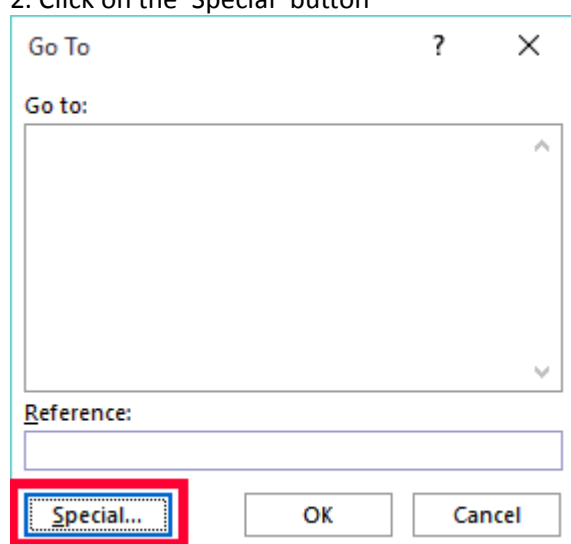 2. Click on the 'Special' button
Go To ? ×
Go to:
Reference:
Special... OK Cancel